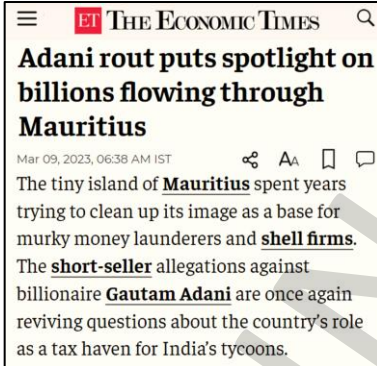 ET THE ECONOMIC TIMES
Adani rout puts spotlight on
billions flowing through
Mauritius
Mar 09, 2023, 06:38 AM IST
AA
The tiny island of Mauritius spent years
trying to clean up its image as a base for
murky money launderers and shell firms.
The short-seller allegations against
billionaire Gautam Adani are once again
reviving questions about the country's role
as a tax haven for India's tycoons.